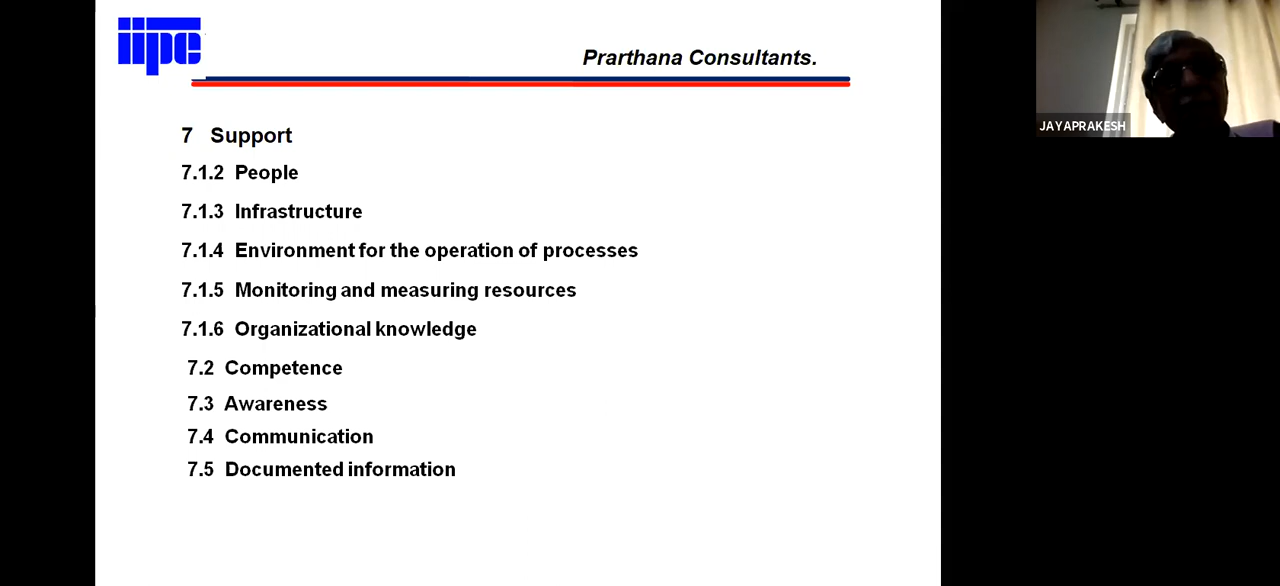 iipe
Prarthana Consultants.
JAYAPRAKESH
7 Support
7.1.2 People
7.1.3 Infrastructure
7.1.4 Environment for the operation of processes
7.1.5 Monitoring and measuring resources
7.1.6 Organizational knowledge
7.2 Competence
7.3 Awareness
7.4 Communication
7.5 Documented information